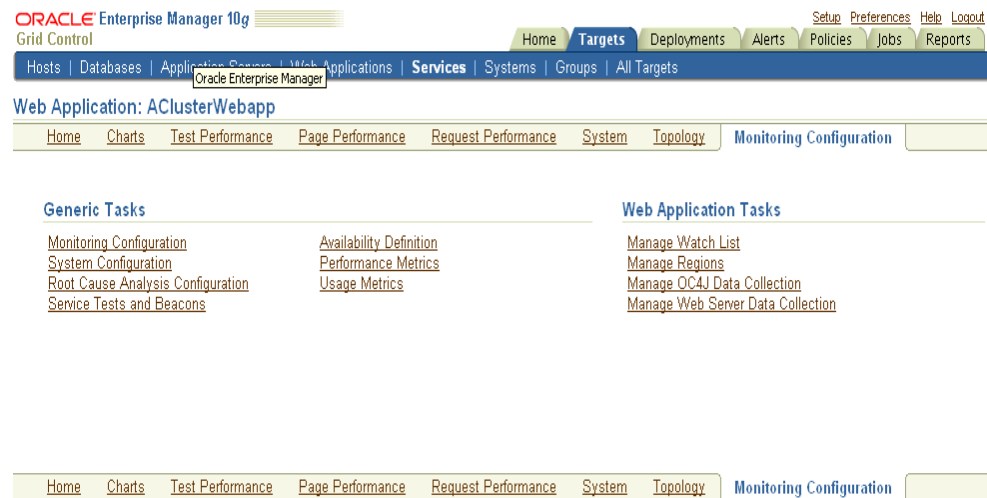 ORACLE Enterprise Manager 10g
Grid Control
Setup Preferences Help Logout
Home Targets Deployments Alerts Policies Jobs Reports
Hosts | Databases | Application Servers | Web Applications | Services | Systems | Groups | All Targets
Oracle Enterprise Manager
Web Application: AClusterWebapp
Home Charts Test Performance Page Performance Request Performance System Topology Monitoring Configuration
Generic Tasks
Monitoring Configuration
System Configuration
Root Cause Analysis Configuration
Service Tests and Beacons
Availability Definition
Performance Metrics
Usage Metrics
Web Application Tasks
Manage Watch List
Manage Regions
Manage OC4J Data Collection
Manage Web Server Data Collection
Home Charts Test Performance Page Performance Request Performance System Topology Monitoring Configuration